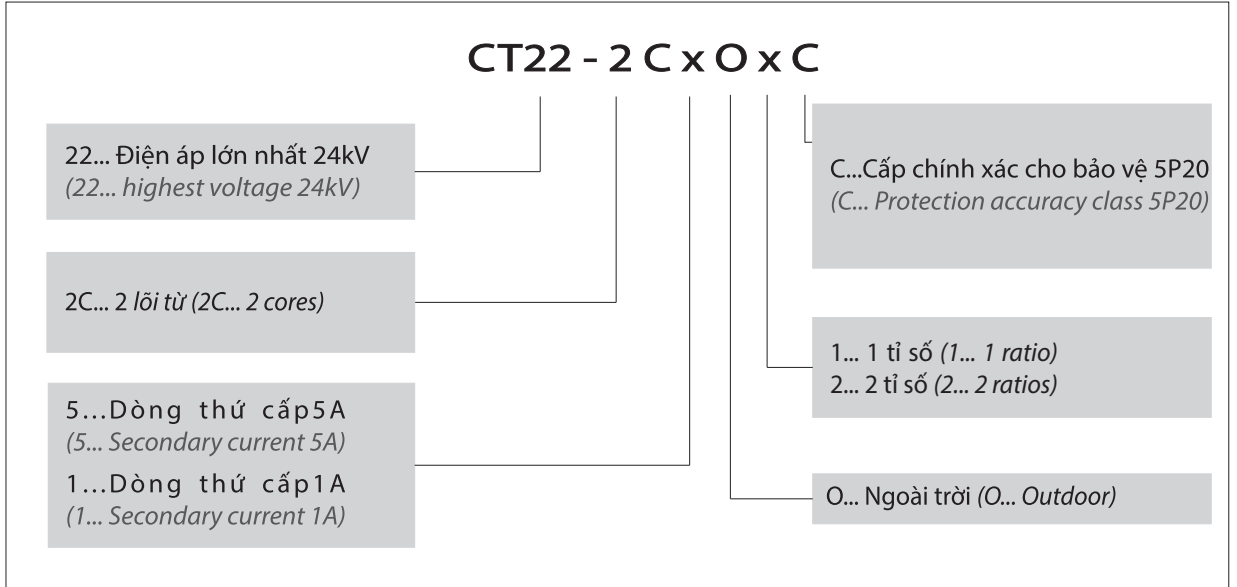 CT22 - 2 C x O x C
22... Điện áp lớn nhất 24kV
(22... highest voltage 24kV)
2C... 2 lõi từ (2C... 2 cores)
5...Dòng thứ cấp5A
(5... Secondary current 5A)
1...Dòng thứ cấp1A
(1... Secondary current 1A)
C...Cấp chính xác cho bảo vệ 5P20
(C... Protection accuracy class 5P20)
1... 1 tỉ số (1... 1 ratio)
2... 2 tỉ số (2... 2 ratios)
O... Ngoài trời (O... Outdoor)